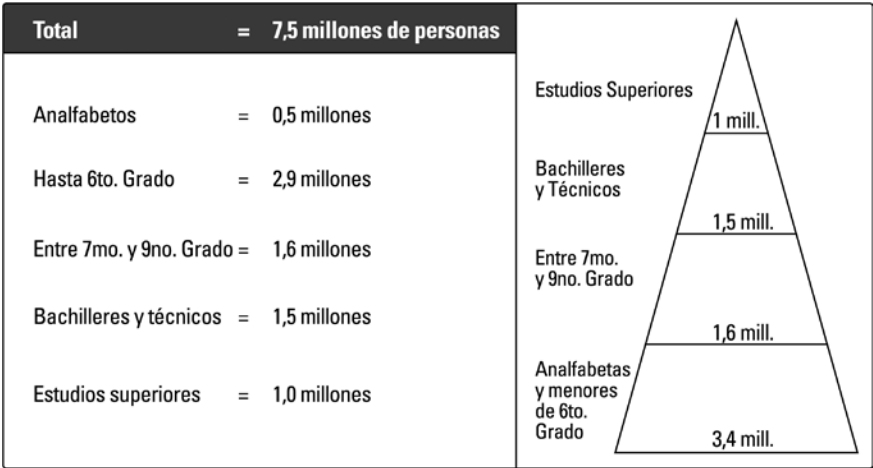 Total = 7,5 millones de personas
Analfabetos = 0,5 millones
Hasta 6to. Grado = 2,9 millones
Entre 7mo. y 9no. Grado = 1,6 millones
Bachilleres y técnicos = 1,5 millones
Estudios superiores = 1,0 millones
Estudios Superiores
1 mill.
Bachilleres
y Técnicos
1,5 mill.
Entre 7mo.
y 9no. Grado
1,6 mill.
Analfabetas
y menores
de 6to.
Grado
3,4 mill.